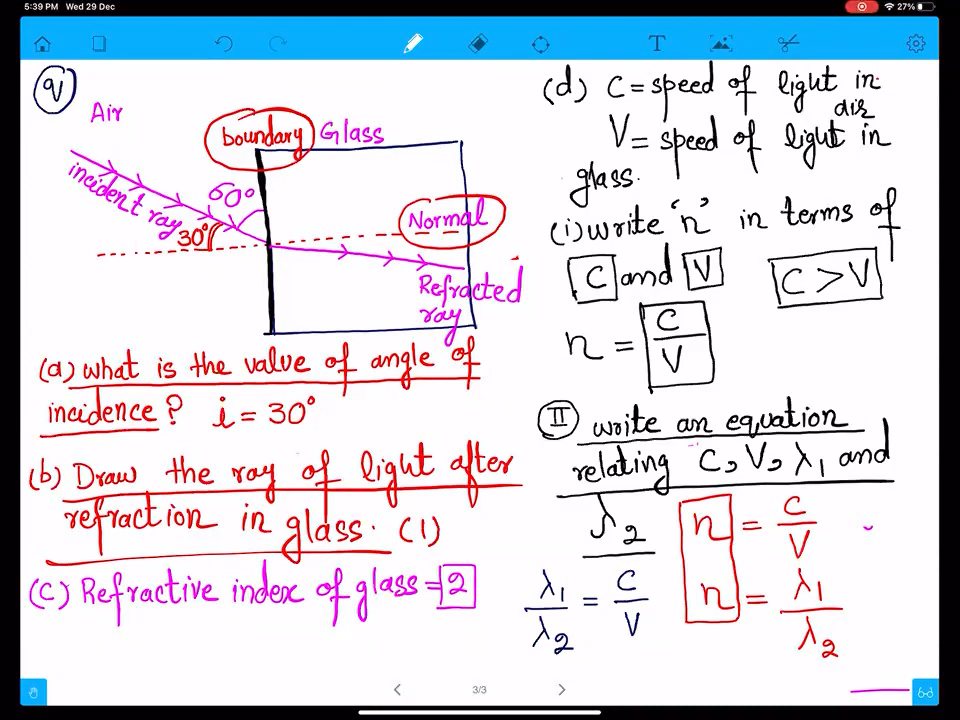 5:39 PM Wed 29 Dec
27%
T
q
Air
boundary
Glass
incident ray
60°
30°
Normal
Refracted
ray
(a) what is the value of angle of
incidence? i = 30°
(b) Draw the ray of light after
refraction in glass. (1)
(c) Refractive index of glass = 2
(d) C = speed of light in
air
V = speed of light in
glass.
(i) write 'n' in terms of
C and V
C > V
n = C/V
II write an equation
relating C, V, λ1 and
λ2
n = C/V
λ1/λ2 = C/V
n = λ1/λ2
3/3